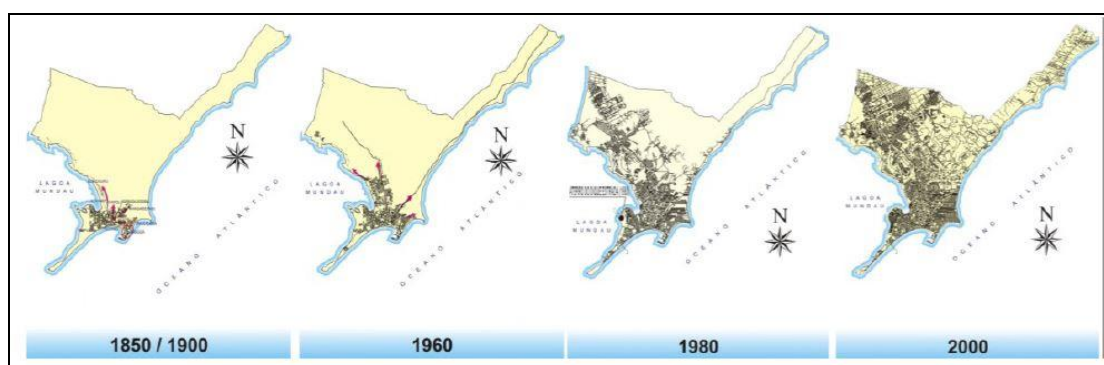 N
LAGOA
MUNDAU
OCEANO ATLÂNTICO
1850 / 1900
N
LAGOA
MUNDAU
OCEANO ATLÂNTICO
1960
N
LAGOA
MUNDAU
OCEANO ATLÂNTICO
1980
N
LAGOA
MUNDAU
OCEANO ATLÂNTICO
2000